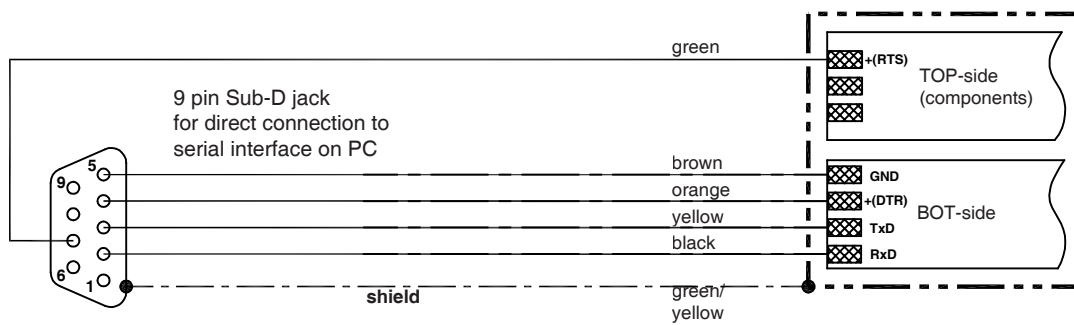 green
+(RTS)
TOP-side
(components)
9 pin Sub-D jack
for direct connection to
serial interface on PC
5
9
6
1
brown
orange
yellow
black
GND
+(DTR)
TxD
RxD
BOT-side
shield
green/
yellow